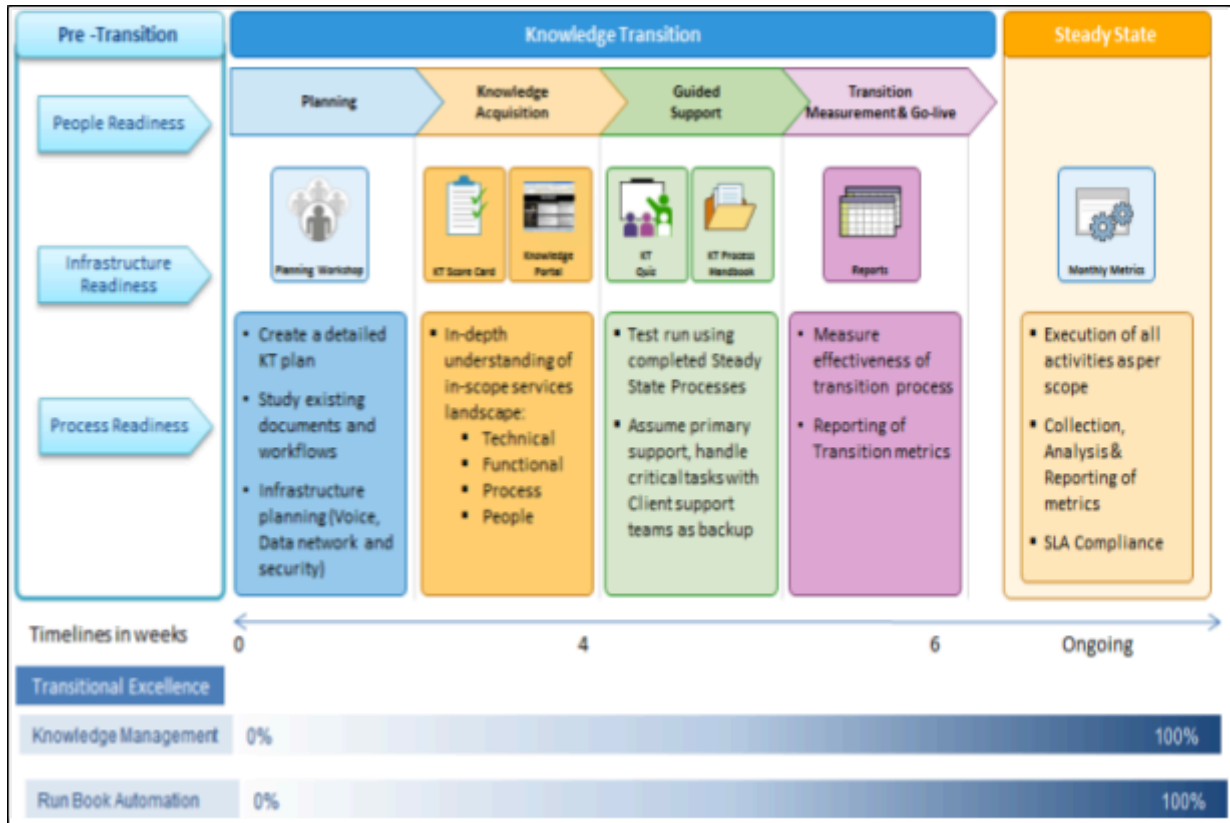 Pre -Transition
Knowledge Transition
Steady State
People Readiness
Infrastructure
Readiness
Process Readiness
Planning
Knowledge
Acquisition
Guided
Support
Transition
Measurement & Go-live
Planning Workshop
KT Score Card
Knowledge
Portal
KT
Quiz
KT Process
Handbook
Reports
Monthly Metrics
• Create a detailed
KT plan
• Study existing
documents and
workflows
• Infrastructure
planning (Voice,
Data network and
security)
▪ In-depth
understanding of
in-scope services
landscape:
▪ Technical
▪ Functional
▪ Process
▪ People
▪ Test run using
completed Steady
State Processes
▪ Assume primary
support, handle
critical tasks with
Client support
teams as backup
• Measure
effectiveness of
transition process
• Reporting of
Transition metrics
▪ Execution of all
activities as per
scope
▪ Collection,
Analysis &
Reporting of
metrics
▪ SLA Compliance
Timelines in weeks
0 4 6 Ongoing
Transitional Excellence
Knowledge Management 0% 100%
Run Book Automation 0% 100%